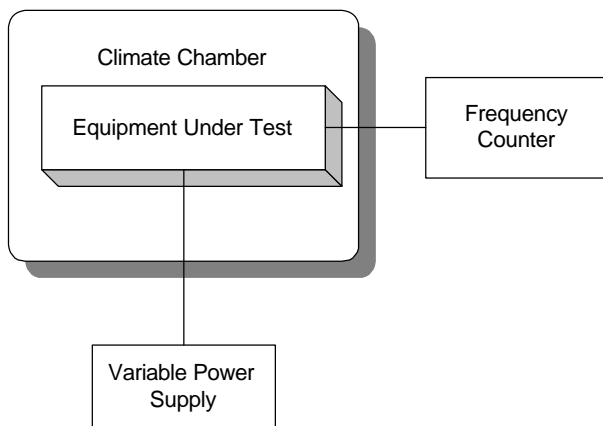 Climate Chamber
Equipment Under Test
Frequency
Counter
Variable Power
Supply